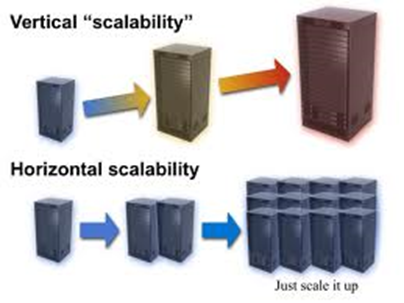 Vertical “scalability”
Horizontal scalability
Just scale it up